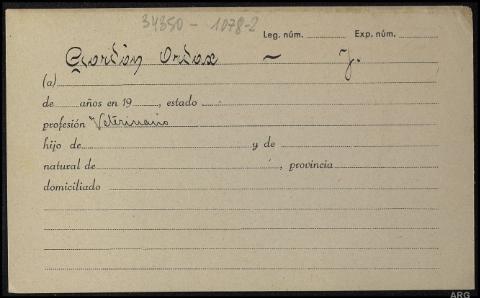 34350 - 1078-2
Leg. núm. Exp. núm.
Gordón Ordax - J.
(a)
de años en 19 , estado
profesión Veterinario
hijo de y de
natural de , provincia
domiciliado
ARG